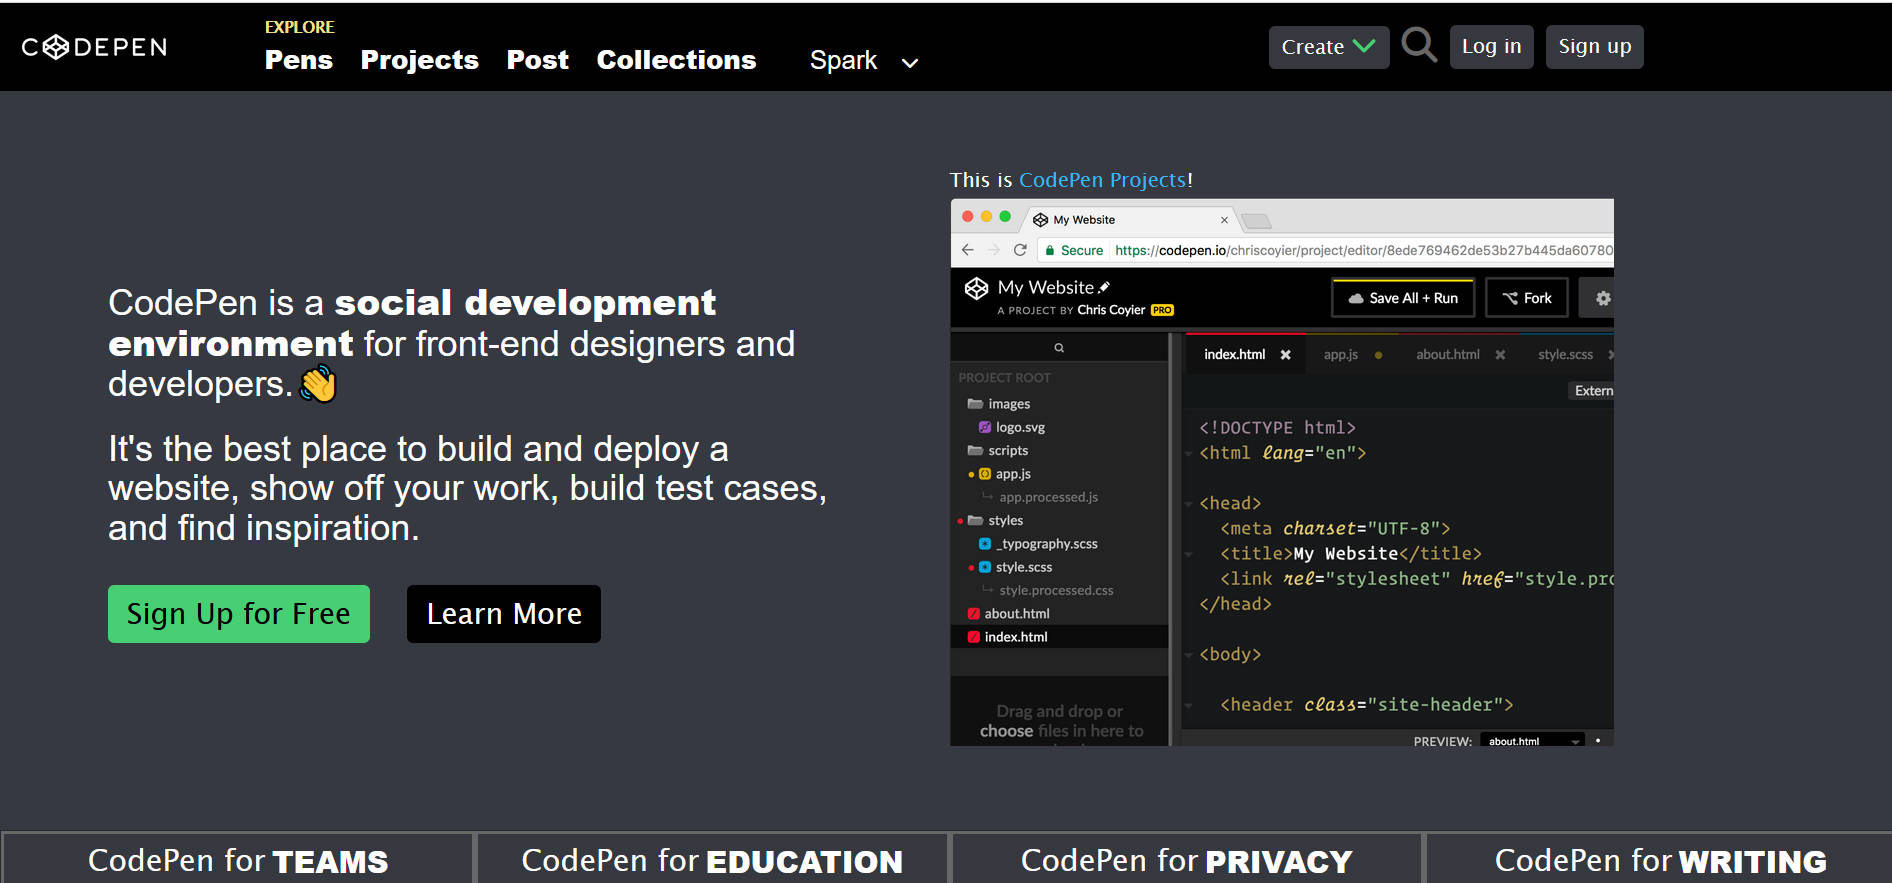 CODEPEN
EXPLORE
Pens Projects Post Collections Spark
Create Log in Sign up
CodePen is a social development
environment for front-end designers and
developers.👋
It's the best place to build and deploy a
website, show off your work, build test cases,
and find inspiration.
Sign Up for Free Learn More
This is CodePen Projects!
My Website
Secure https://codepen.io/chriscoyier/project/editor/8ede769462de53b27b445da60780
My Website
A PROJECT BY Chris Coyier PRO
Save All + Run Fork
PROJECT ROOT
images
logo.svg
scripts
app.js
app.processed.js
styles
_typography.scss
style.scss
style.processed.css
about.html
index.html
Drag and drop or
choose files in here to
index.html app.js about.html style.scss
Extern
<!DOCTYPE html>
<html lang="en">
<head>
<meta charset="UTF-8">
<title>My Website</title>
<link rel="stylesheet" href="style.pro
</head>
<body>
<header class="site-header">
PREVIEW: about.html
CodePen for TEAMS
CodePen for EDUCATION
CodePen for PRIVACY
CodePen for WRITING